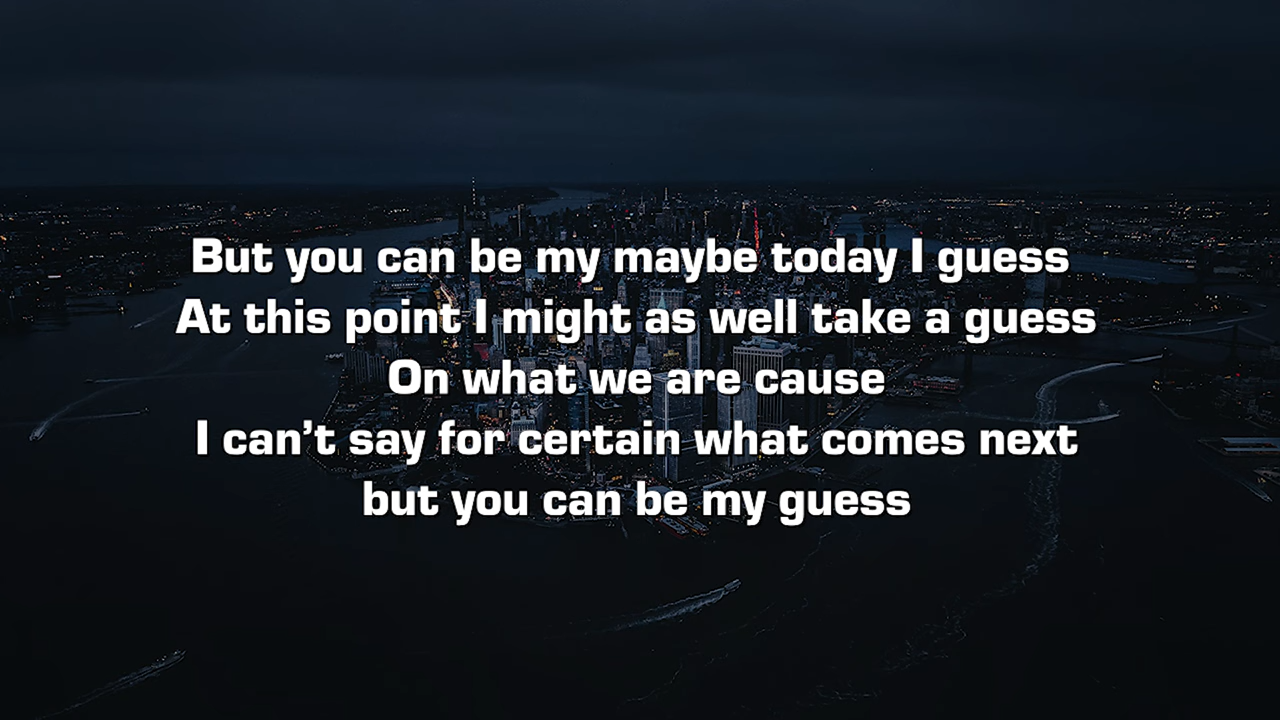 But you can be my maybe today I guess
At this point I might as well take a guess
On what we are cause
I can’t say for certain what comes next
but you can be my guess